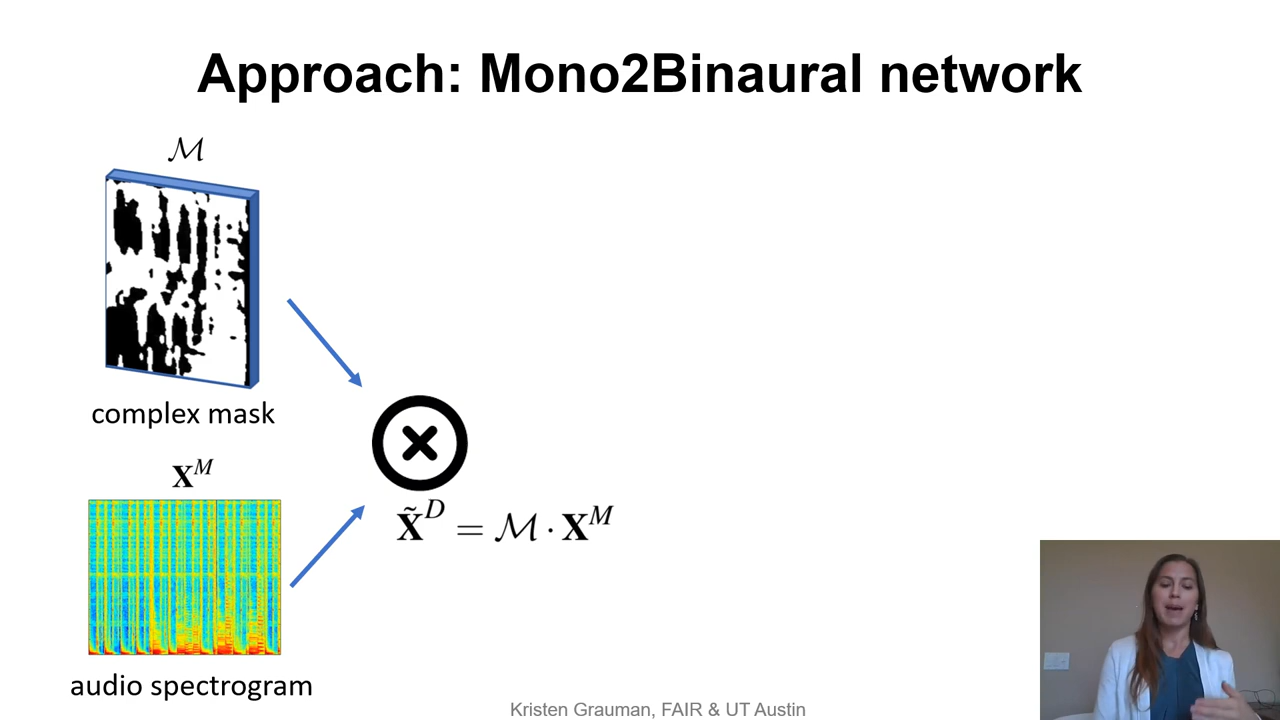 Approach: Mono2Binaural network
ℳ
complex mask
X^M
X̃^D = ℳ · X^M
audio spectrogram
Kristen Grauman, FAIR & UT Austin